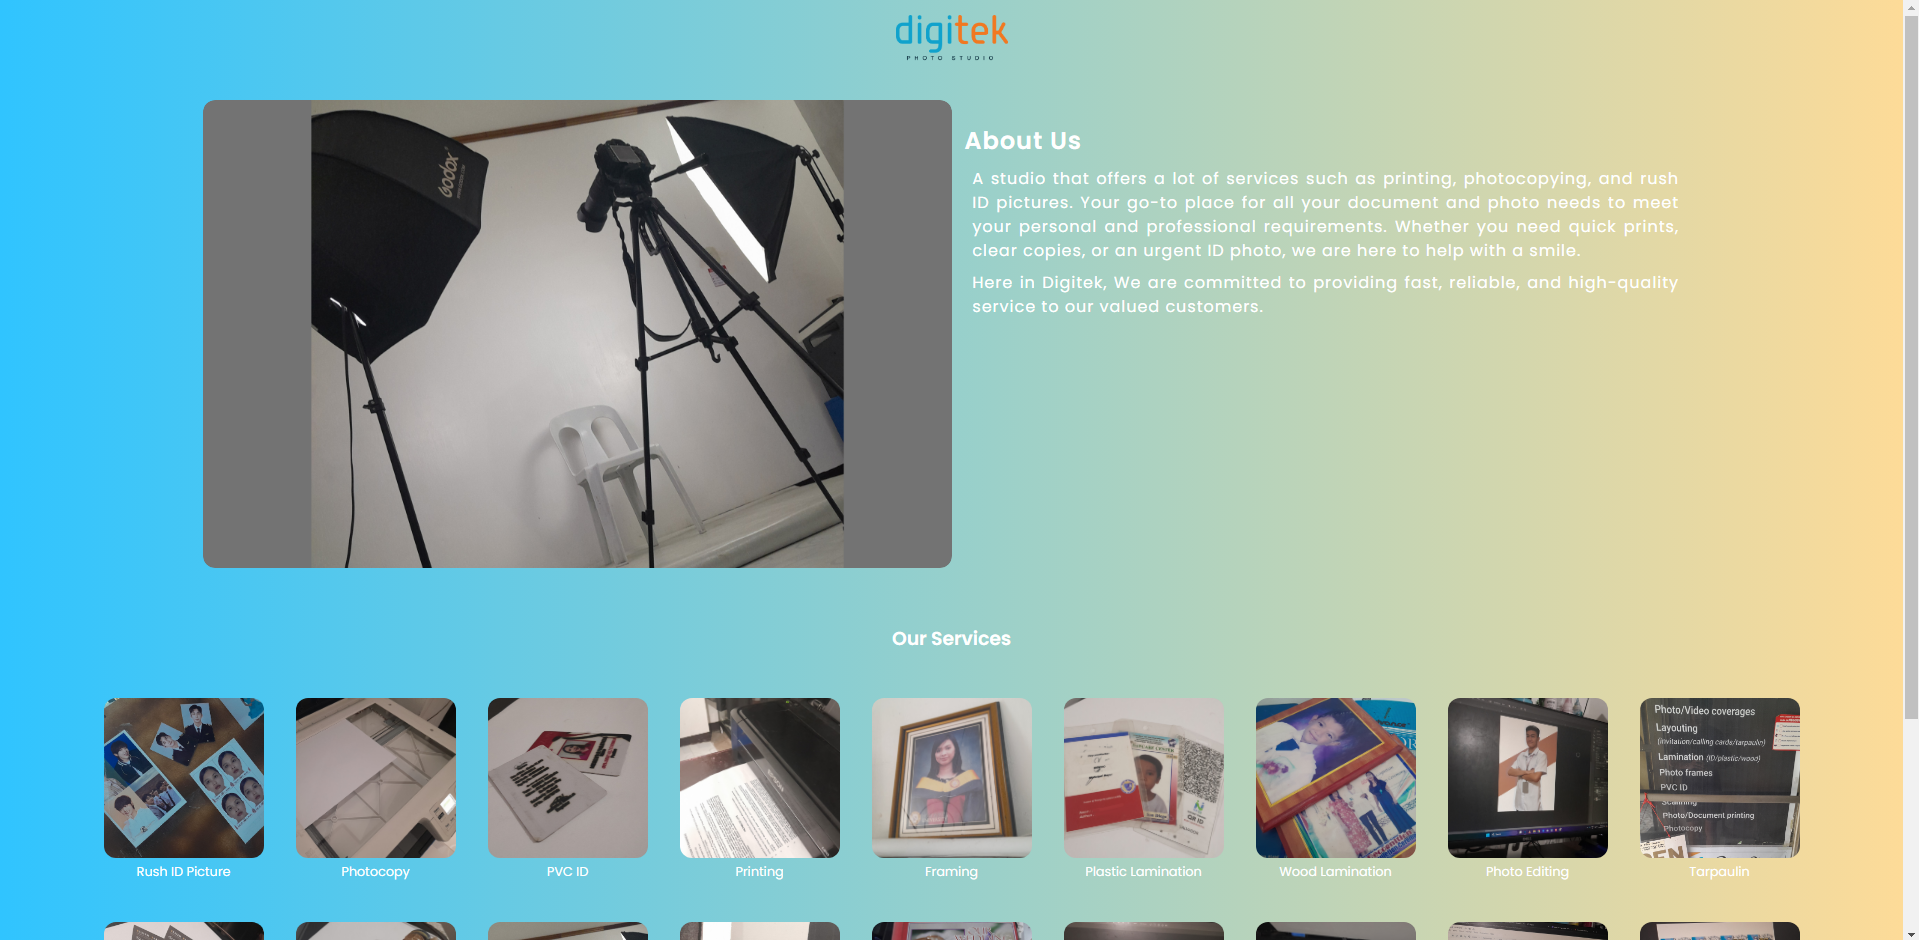 digitek
PHOTO STUDIO
Godox
About Us
A studio that offers a lot of services such as printing, photocopying, and rush
ID pictures. Your go-to place for all your document and photo needs to meet
your personal and professional requirements. Whether you need quick prints,
clear copies, or an urgent ID photo, we are here to help with a smile.
Here in Digitek, We are committed to providing fast, reliable, and high-quality
service to our valued customers.
Our Services
Photo/Video coverages
Layouting
(invitation/calling cards/tarpaulin)
Lamination (ID/plastic/wood)
Photo frames
PVC ID
Scanning
Photo/Document printing
Photocopy
QR ID
Rush ID Picture
Photocopy
PVC ID
Printing
Framing
Plastic Lamination
Wood Lamination
Photo Editing
Tarpaulin